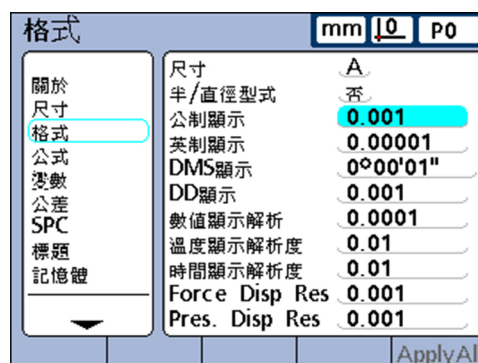 格式 mm 0 P0
關於
尺寸
格式
公式
變數
公差
SPC
標題
記憶體
尺寸 A
半/直徑型式 否
公制顯示 0.001
英制顯示 0.00001
DMS顯示 0°00'01"
DD顯示 0.001
數值顯示解析 0.0001
溫度顯示解析度 0.01
時間顯示解析度 0.01
Force Disp Res 0.001
Pres. Disp Res 0.001
ApplyAl